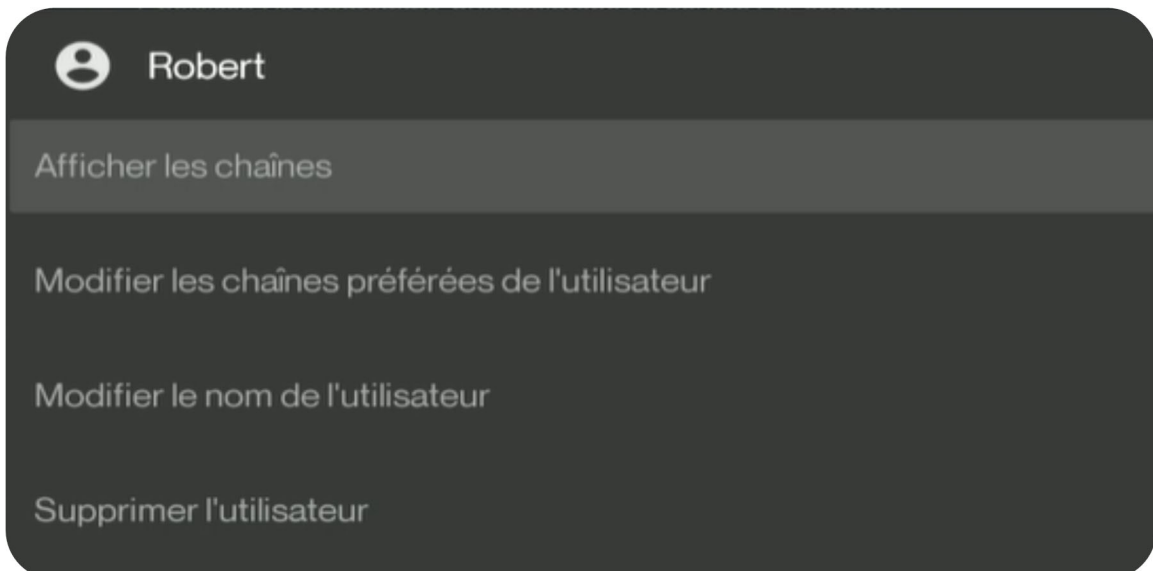 Robert
Afficher les chaînes
Modifier les chaînes préférées de l'utilisateur
Modifier le nom de l'utilisateur
Supprimer l'utilisateur